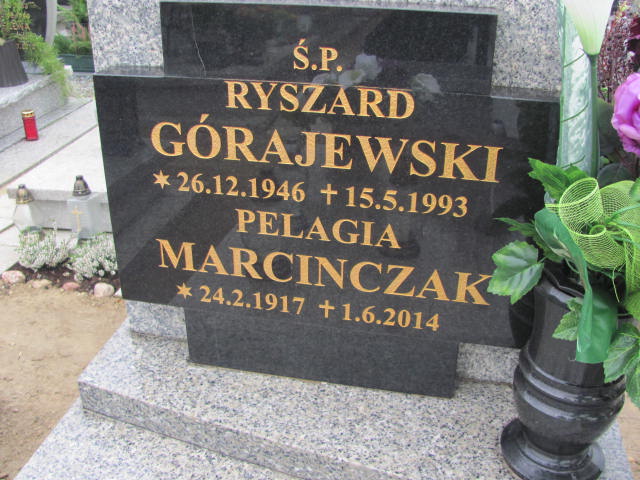 Ś.P.
RYSZARD
GÓRAJEWSKI
✶ 26.12.1946 ✝ 15.5.1993
PELAGIA
MARCINCZAK
✶ 24.2.1917 ✝ 1.6.2014